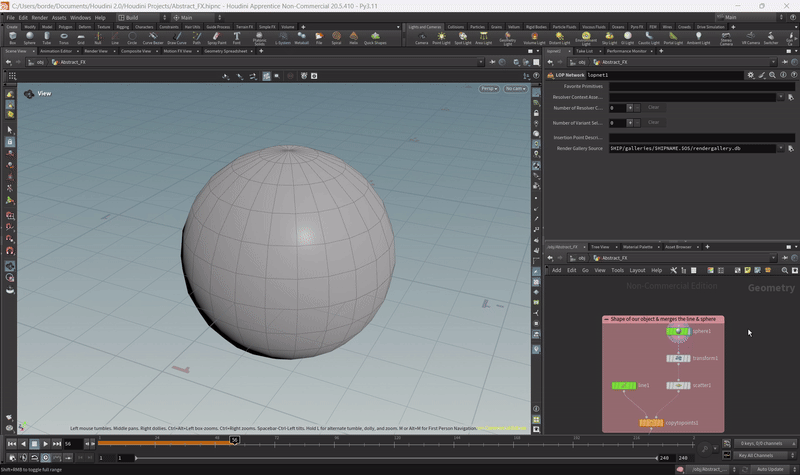 C:/Users/borde/Documents/Houdini 2.0/Houdini Projects/Abstract_FX.hipnc - Houdini Apprentice Non-Commercial 20.5.410 - Py3.11
File Edit Render Assets Windows Help Build Main Main
Create Modify Model Polygon Deform Texture Rigging Characters Constraints Hair Utils Guide Process Terrain FX Simple FX Volume
Lights and Cameras Collisions Particles Grains Vellum Rigid Bodies Particle Fluids Viscous Fluids Oceans Pyro FX FEM Wires Crowds Drive Simulation
Box Sphere Tube Torus Grid Null Line Circle Curve Bezier Draw Curve Path Spray Paint Font Platonic Solids L-System Metaball File Helix Quick Shapes
Camera Point Light Spot Light Area Light Geometry Light Volume Light Distant Light Environment Light Sky Light GI Light Caustic Light Portal Light Ambient Light Stereo Camera VR Camera Switcher
Scene View Animation Editor Render View Composite View Motion FX View Geometry Spreadsheet
lopnet1 Take List Performance Monitor
obj Abstract_FX
obj Abstract_FX
View
Persp No cam
LOP Network lopnet1
Favorite Primitives
Resolver Context Asse...
Number of Resolver C... 0 Clear
Number of Variant Sel... 0 Clear
Insertion Point Descri...
Render Gallery Source $HIP/galleries/$HIPNAME.$OS/rendergallery.db
/obj/Abstract_FX Tree View Material Palette Asset Browser
obj Abstract_FX
Add Edit Go View Tools Layout Help
Non-Commercial Edition
Geometry
Shape of our object & merges the line & sphere
sphere1
transform1
line1
scatter1
copytopoints1
Left mouse tumbles. Middle pans. Right dollies. Ctrl+Alt+Left box-zooms. Ctrl+Right zooms. Spacebar-Ctrl-Left tilts. Hold L for alternate tumble, dolly, and zoom. M or Alt+M for First Person Navigation.
56
56
0 keys, 0/0 channels
1 1 240 240
Key All Channels
Shift+RMB to toggle full range
/obj/Abstract_...
Auto Update